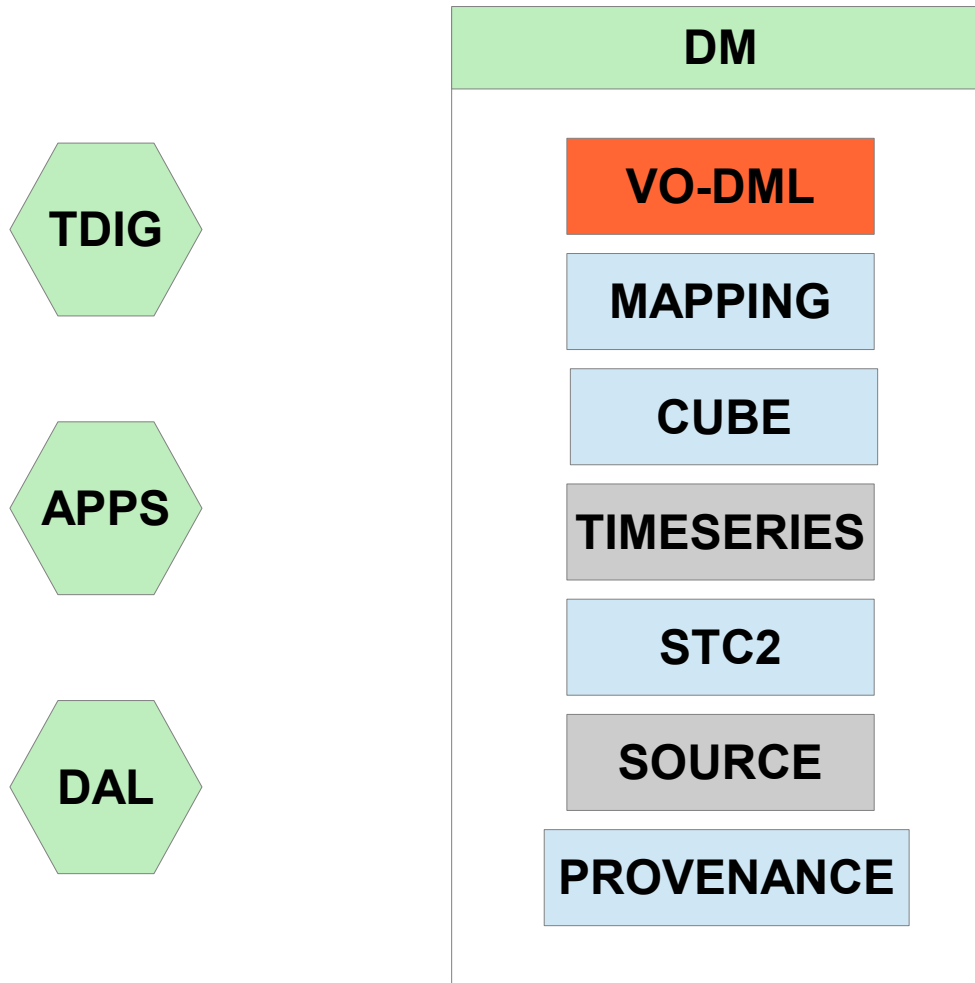 DM
TDIG
APPS
DAL
VO-DML
MAPPING
CUBE
TIMESERIES
STC2
SOURCE
PROVENANCE